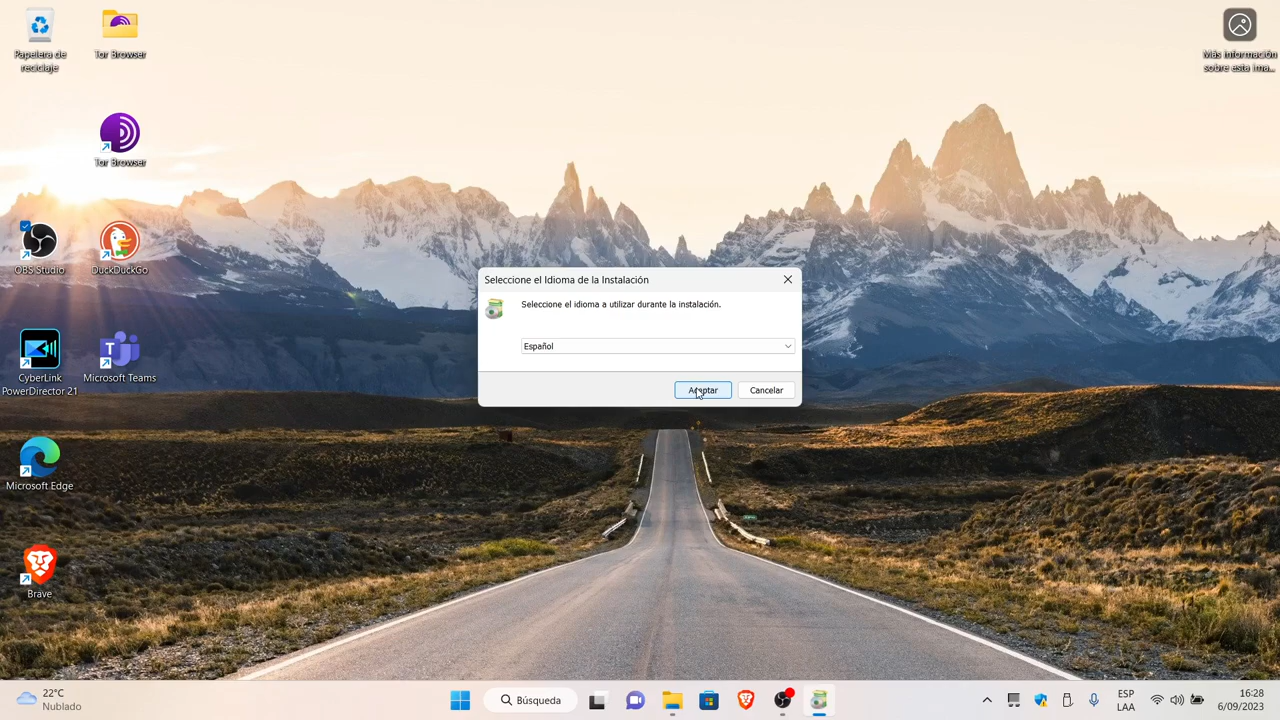 Papelera de
reciclaje
Tor Browser
Más información
sobre esta ima...
Tor Browser
OBS Studio
DuckDuckGo
Seleccione el Idioma de la Instalación
Seleccione el idioma a utilizar durante la instalación.
Español
Aceptar
Cancelar
CyberLink
PowerDirector 21
Microsoft Teams
Microsoft Edge
Brave
22°C
Nublado
Búsqueda
ESP
LAA
16:28
6/09/2023